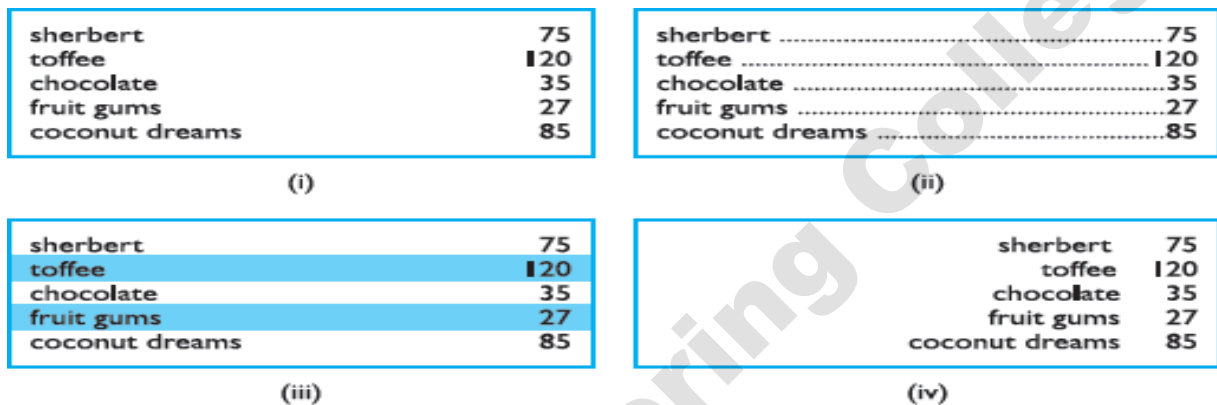 sherbert 75
toffee 120
chocolate 35
fruit gums 27
coconut dreams 85
(i)
sherbert ........................................................75
toffee ............................................................. 120
chocolate ......................................................35
fruit gums ......................................................27
coconut dreams ...........................................85
(ii)
sherbert 75
toffee 120
chocolate 35
fruit gums 27
coconut dreams 85
(iii)
sherbert 75
toffee 120
chocolate 35
fruit gums 27
coconut dreams 85
(iv)
ering Colleg